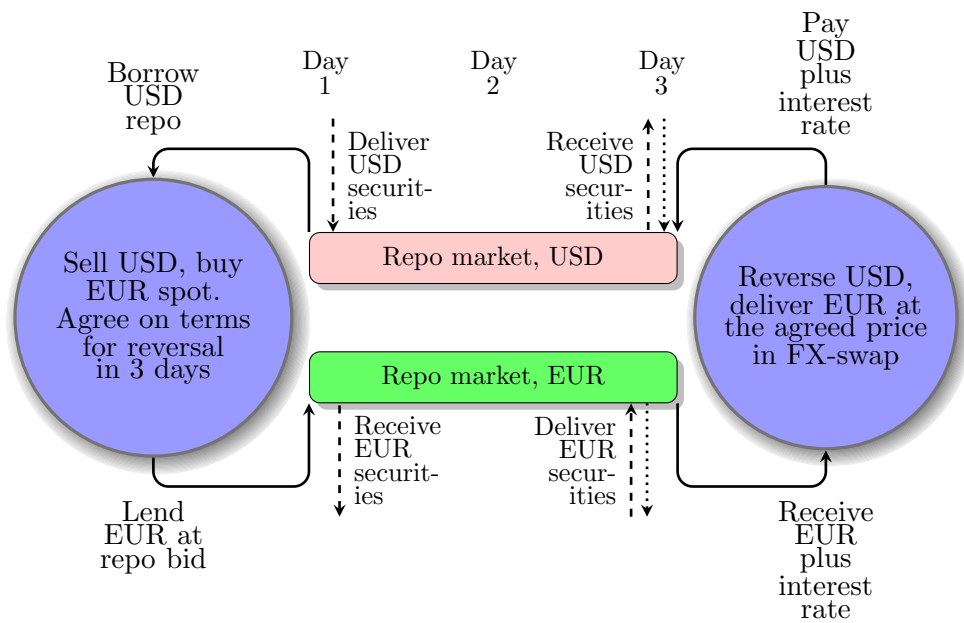 Borrow
USD
repo
Day
1
Day
2
Day
3
Pay
USD
plus
interest
rate
Deliver
USD
securit-
ies
Receive
USD
secur-
ities
Sell USD, buy
EUR spot.
Agree on terms
for reversal
in 3 days
Repo market, USD
Reverse USD,
deliver EUR at
the agreed price
in FX-swap
Repo market, EUR
Receive
EUR
securit-
ies
Deliver
EUR
secur-
ities
Lend
EUR at
repo bid
Receive
EUR
plus
interest
rate